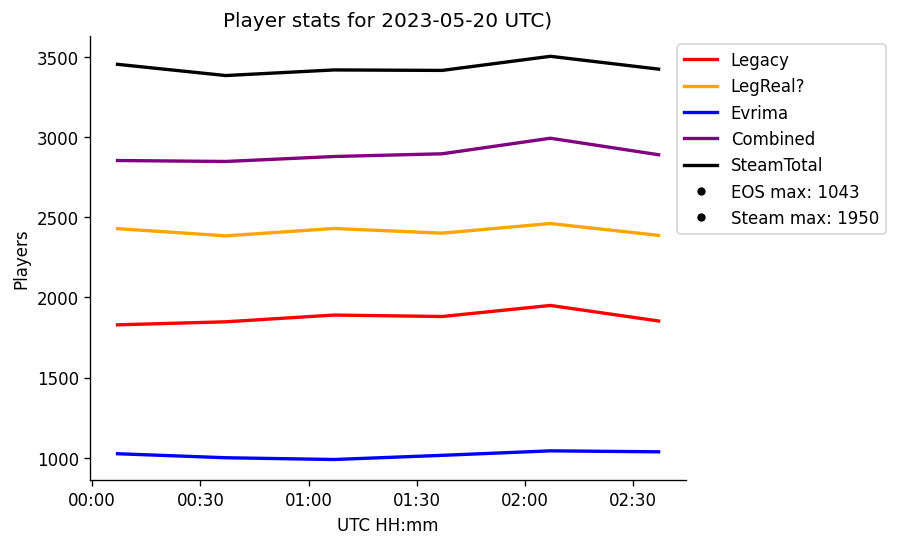 Player stats for 2023-05-20 UTC)
3500
3000
2500
2000
1500
1000
Players
00:00 00:30 01:00 01:30 02:00 02:30
UTC HH:mm
Legacy
LegReal?
Evrima
Combined
SteamTotal
EOS max: 1043
Steam max: 1950